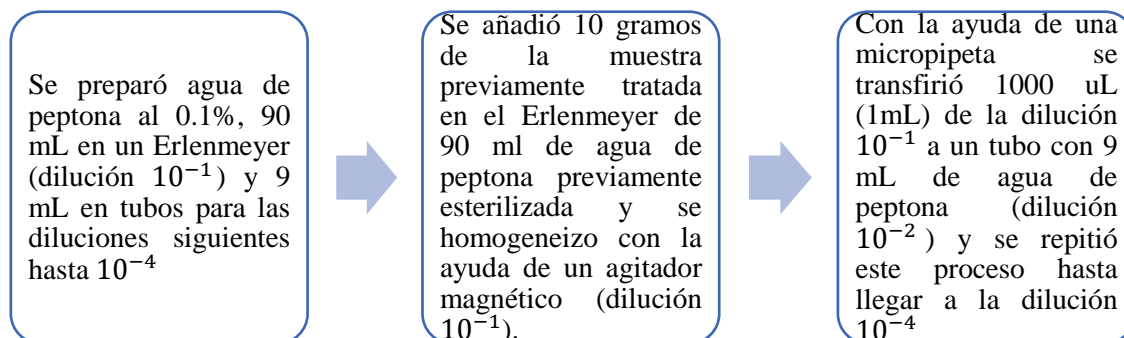 Se preparó agua de
peptona al 0.1%, 90
mL en un Erlenmeyer
(dilución 10⁻¹) y 9
mL en tubos para las
diluciones siguientes
hasta 10⁻⁴
Se añadió 10 gramos
de la muestra
previamente tratada
en el Erlenmeyer de
90 ml de agua de
peptona previamente
esterilizada y se
homogeneizo con la
ayuda de un agitador
magnético (dilución
10⁻¹).
Con la ayuda de una
micropipeta se
transfirió 1000 uL
(1mL) de la dilución
10⁻¹ a un tubo con 9
mL de agua de
peptona (dilución
10⁻² ) y se repitió
este proceso hasta
llegar a la dilución
10⁻⁴